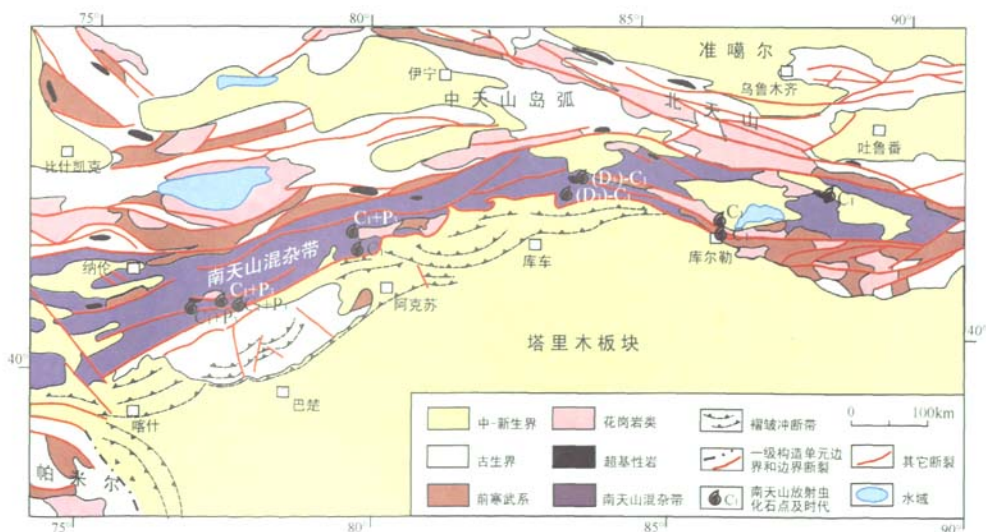 75° 80° 85° 90°
准噶尔
伊宁
乌鲁木齐
中天山岛弧
北天山
吐鲁番
比什凯克
(D3)-C1
C1
C1
纳伦
南天山混杂带
库车
库尔勒
阿克苏
塔里木板块
40° 40°
巴楚
喀什
帕米尔
中-新生界
花岗岩类
褶皱冲断带
0 100km
古生界
超基性岩
一级构造单元边
界和边界断裂
其它断裂
前寒武系
南天山混杂带
C1
南天山放射虫
化石点及时代
水域
75° 80° 85° 90°